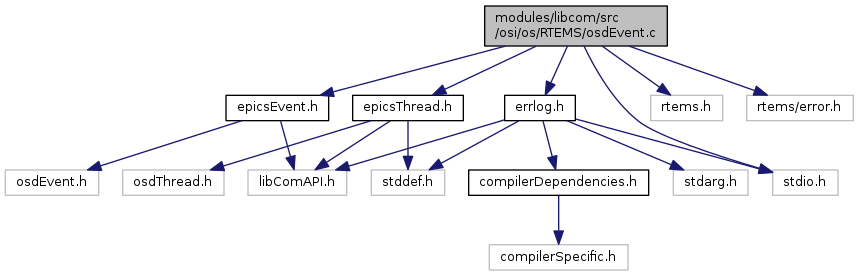 modules/libcom/src
/osi/os/RTEMS/osdEvent.c
epicsEvent.h
epicsThread.h
errlog.h
rtems.h
rtems/error.h
osdEvent.h
osdThread.h
libComAPI.h
stddef.h
compilerDependencies.h
stdarg.h
stdio.h
compilerSpecific.h